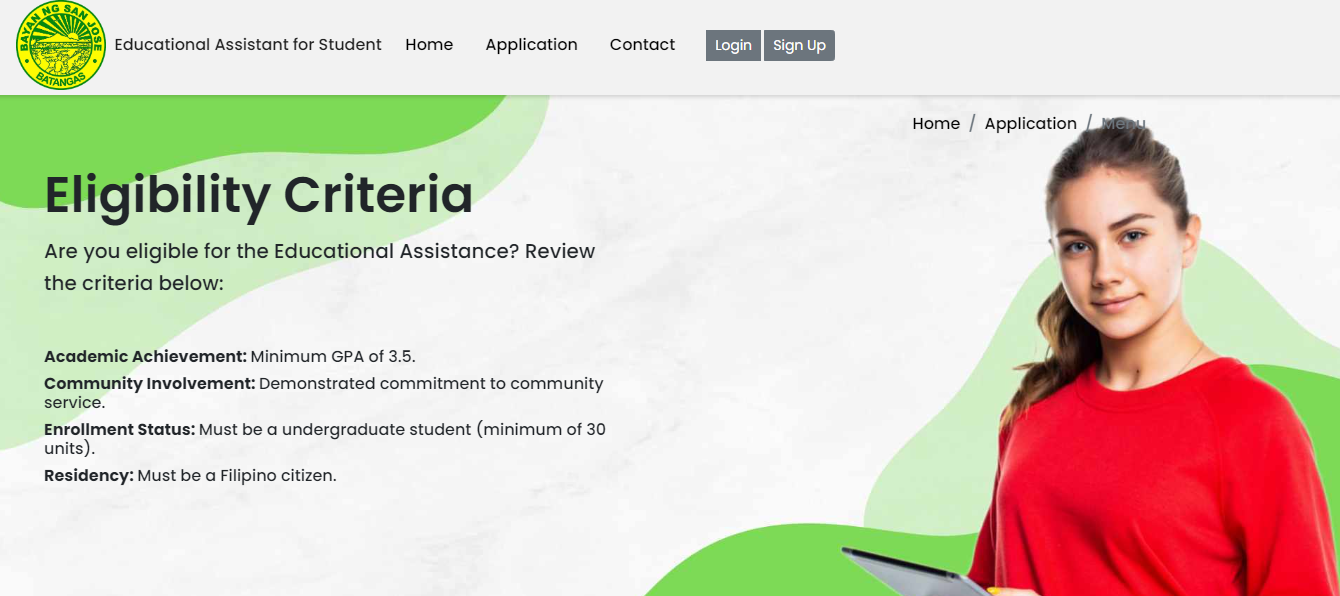 BAYAN NG SAN JOSE
BATANGAS
Educational Assistant for Student Home Application Contact Login Sign Up
Home / Application / Menu
Eligibility Criteria
Are you eligible for the Educational Assistance? Review
the criteria below:
Academic Achievement: Minimum GPA of 3.5.
Community Involvement: Demonstrated commitment to community
service.
Enrollment Status: Must be a undergraduate student (minimum of 30
units).
Residency: Must be a Filipino citizen.